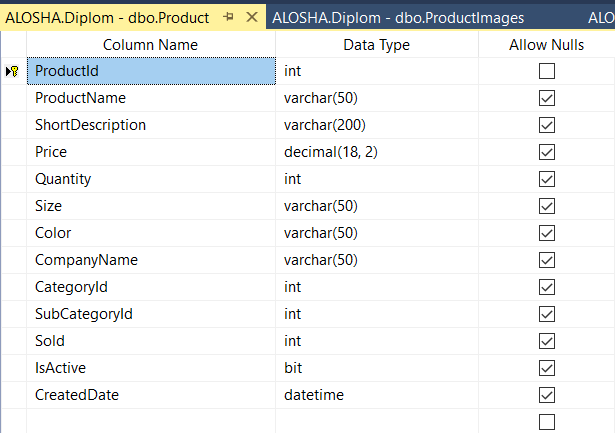 ALOSHA.Diplom - dbo.Product ALOSHA.Diplom - dbo.ProductImages ALO
Column Name Data Type Allow Nulls
ProductId int
ProductName varchar(50)
ShortDescription varchar(200)
Price decimal(18, 2)
Quantity int
Size varchar(50)
Color varchar(50)
CompanyName varchar(50)
CategoryId int
SubCategoryId int
Sold int
IsActive bit
CreatedDate datetime